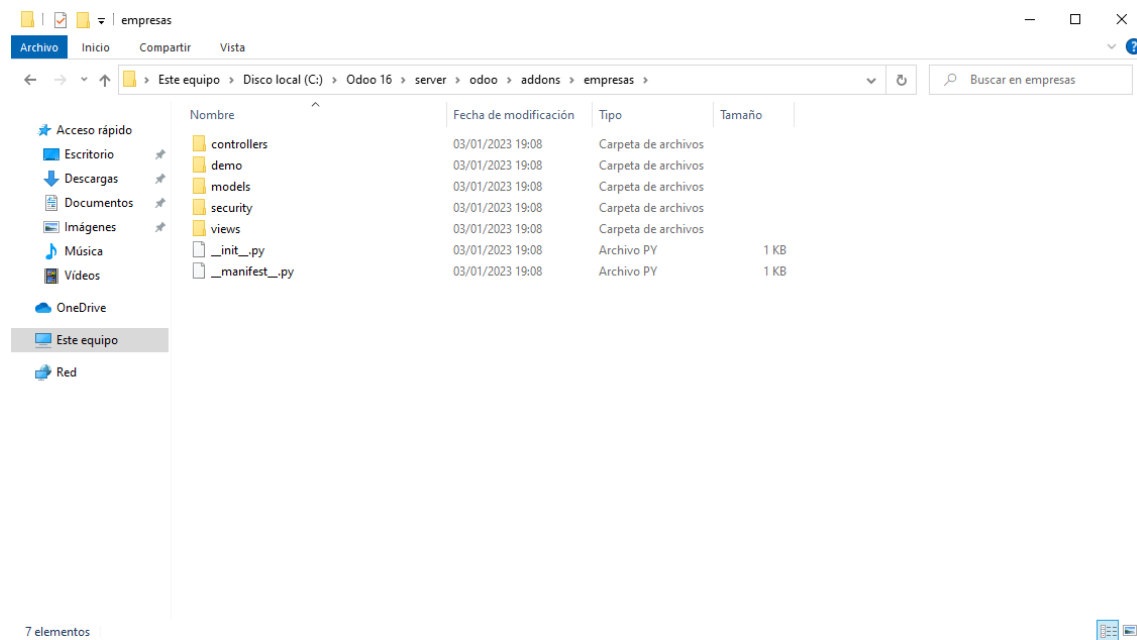 empresas
Archivo Inicio Compartir Vista
Este equipo Disco local (C:) Odoo 16 server odoo addons empresas Buscar en empresas
Nombre Fecha de modificación Tipo Tamaño
Acceso rápido
Escritorio
Descargas
Documentos
Imágenes
Música
Vídeos
OneDrive
Este equipo
Red
controllers 03/01/2023 19:08 Carpeta de archivos
demo 03/01/2023 19:08 Carpeta de archivos
models 03/01/2023 19:08 Carpeta de archivos
security 03/01/2023 19:08 Carpeta de archivos
views 03/01/2023 19:08 Carpeta de archivos
__init__.py 03/01/2023 19:08 Archivo PY 1 KB
__manifest__.py 03/01/2023 19:08 Archivo PY 1 KB
7 elementos